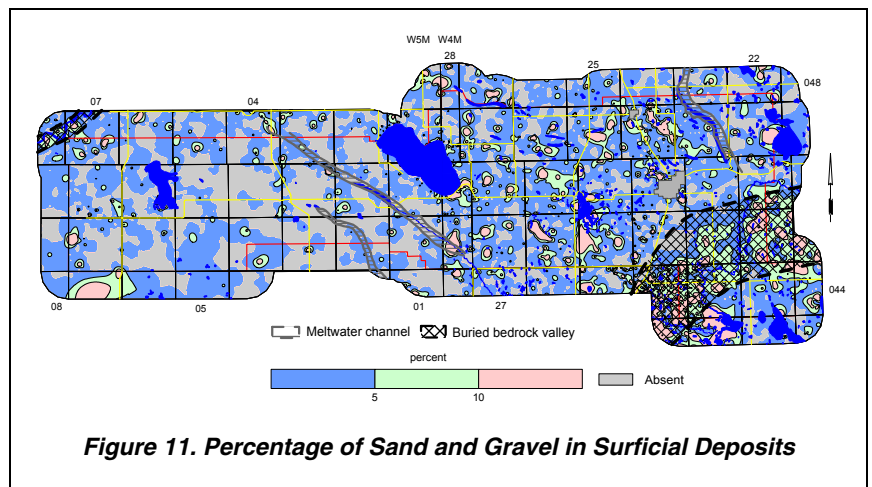 W5M W4M
28
25
22
048
07
04
044
08
05
01
27
Meltwater channel
Buried bedrock valley
percent
Absent
5
10
Figure 11. Percentage of Sand and Gravel in Surficial Deposits